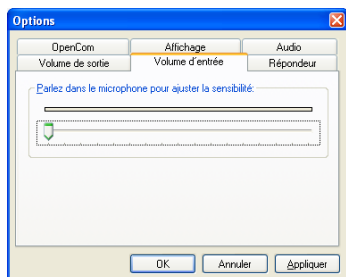 Options
OpenCom Affichage Audio
Volume de sortie Volume d'entrée Répondeur
Parlez dans le microphone pour ajuster la sensibilité:
OK Annuler Appliquer